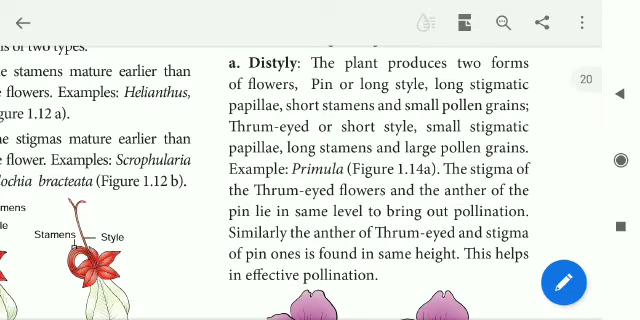 ns of two types.
e stamens mature earlier than
e flowers. Examples: Helianthus,
gure 1.12 a).
ne stigmas mature earlier than
e flower. Examples: Scrophularia
lochia bracteata (Figure 1.12 b).
mens
le
Stamens
Style
a. Distyly: The plant produces two forms
of flowers, Pin or long style, long stigmatic
papillae, short stamens and small pollen grains;
Thrum-eyed or short style, small stigmatic
papillae, long stamens and large pollen grains.
Example: Primula (Figure 1.14a). The stigma of
the Thrum-eyed flowers and the anther of the
pin lie in same level to bring out pollination.
Similarly the anther of Thrum-eyed and stigma
of pin ones is found in same height. This helps
in effective pollination.
20